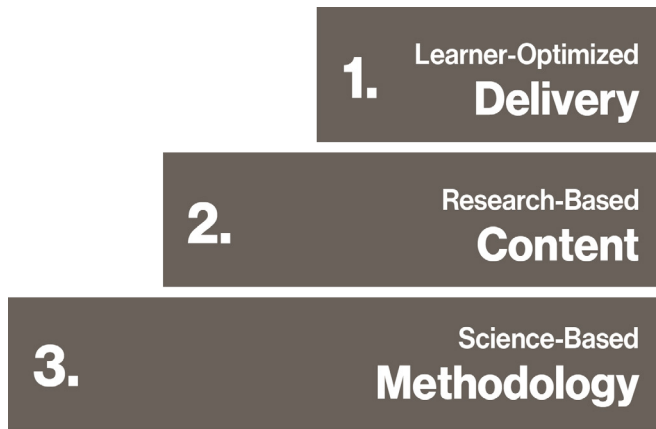 1.
Learner-Optimized
Delivery
2.
Research-Based
Content
3.
Science-Based
Methodology